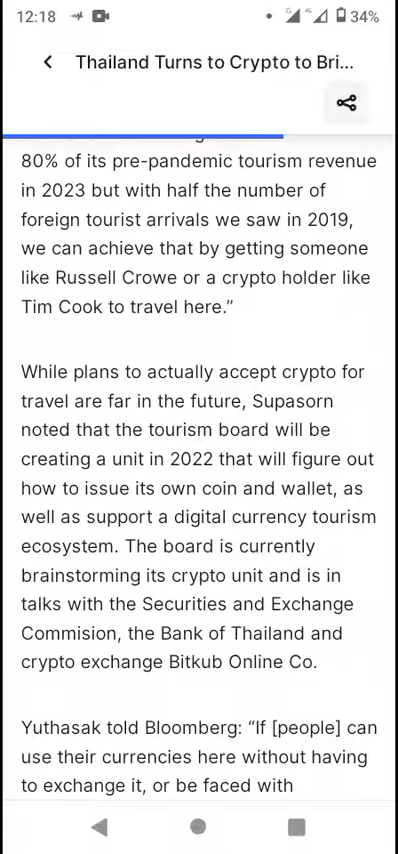 12:18
G
4G
34%
Thailand Turns to Crypto to Bri...
80% of its pre-pandemic tourism revenue
in 2023 but with half the number of
foreign tourist arrivals we saw in 2019,
we can achieve that by getting someone
like Russell Crowe or a crypto holder like
Tim Cook to travel here.”
While plans to actually accept crypto for
travel are far in the future, Supasorn
noted that the tourism board will be
creating a unit in 2022 that will figure out
how to issue its own coin and wallet, as
well as support a digital currency tourism
ecosystem. The board is currently
brainstorming its crypto unit and is in
talks with the Securities and Exchange
Commision, the Bank of Thailand and
crypto exchange Bitkub Online Co.
Yuthasak told Bloomberg: “If [people] can
use their currencies here without having
to exchange it, or be faced with